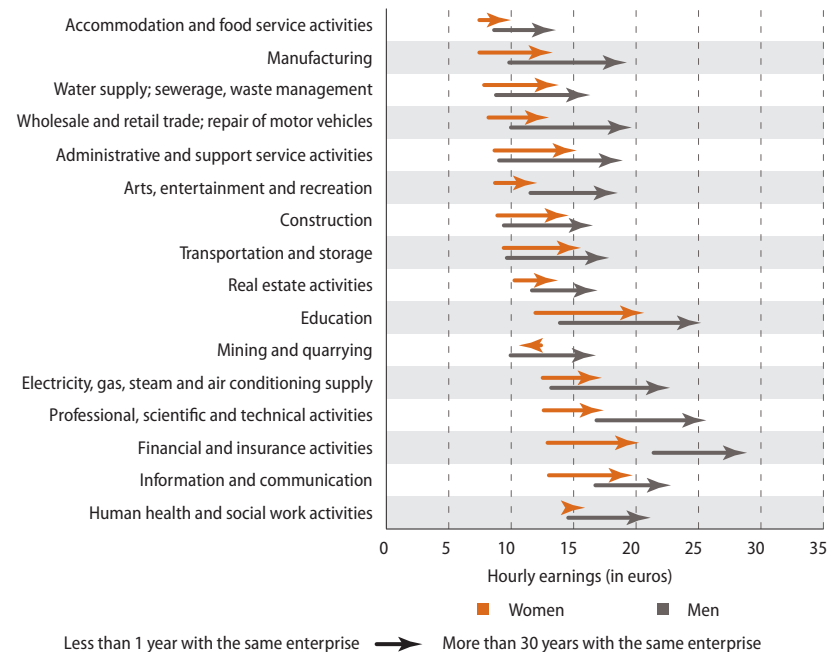 Accommodation and food service activities
Manufacturing
Water supply; sewerage, waste management
Wholesale and retail trade; repair of motor vehicles
Administrative and support service activities
Arts, entertainment and recreation
Construction
Transportation and storage
Real estate activities
Education
Mining and quarrying
Electricity, gas, steam and air conditioning supply
Professional, scientific and technical activities
Financial and insurance activities
Information and communication
Human health and social work activities
0 5 10 15 20 25 30 35
Hourly earnings (in euros)
Women Men
Less than 1 year with the same enterprise More than 30 years with the same enterprise